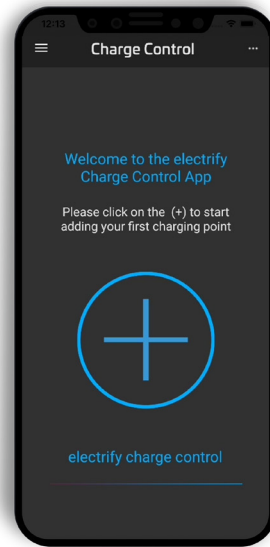 12:13
Charge Control
Welcome to the electrify
Charge Control App
Please click on the (+) to start
adding your first charging point
electrify charge control